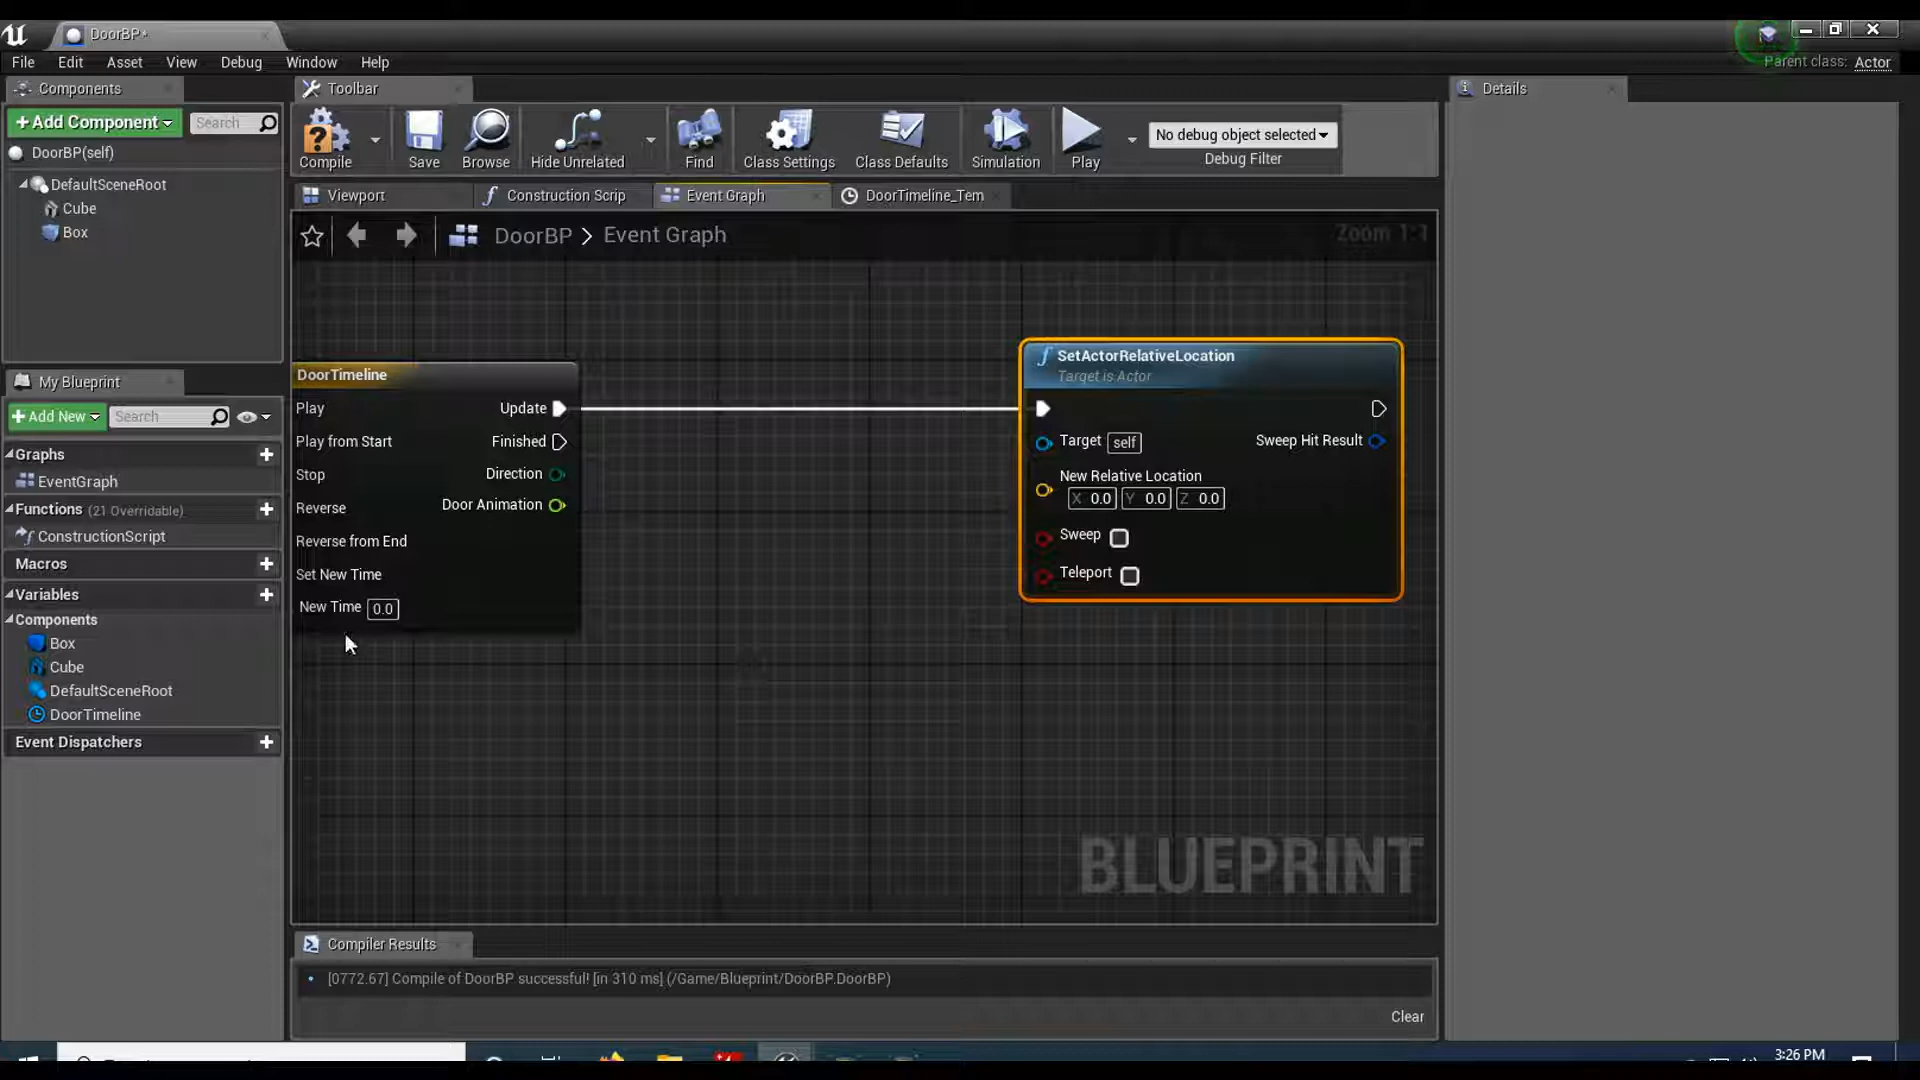 DoorBP*
File Edit Asset View Debug Window Help
Parent class: Actor
Components
Toolbar
Details
+Add Component
Search
Compile
Save
Browse
Hide Unrelated
Find
Class Settings
Class Defaults
Simulation
Play
No debug object selected
Debug Filter
DoorBP(self)
DefaultSceneRoot
Cube
Box
Viewport
Construction Scrip
Event Graph
DoorTimeline_Tem
DoorBP > Event Graph
Zoom 1:1
My Blueprint
+Add New
Search
Graphs
EventGraph
Functions (21 Overridable)
ConstructionScript
Macros
Variables
Components
Box
Cube
DefaultSceneRoot
DoorTimeline
Event Dispatchers
DoorTimeline
Play
Update
Play from Start
Finished
Stop
Direction
Reverse
Door Animation
Reverse from End
Set New Time
New Time 0.0
SetActorRelativeLocation
Target is Actor
Target self
Sweep Hit Result
New Relative Location
X 0.0 Y 0.0 Z 0.0
Sweep
Teleport
BLUEPRINT
Compiler Results
[0772.67] Compile of DoorBP successful! [in 310 ms] (/Game/Blueprint/DoorBP.DoorBP)
Clear
3:26 PM